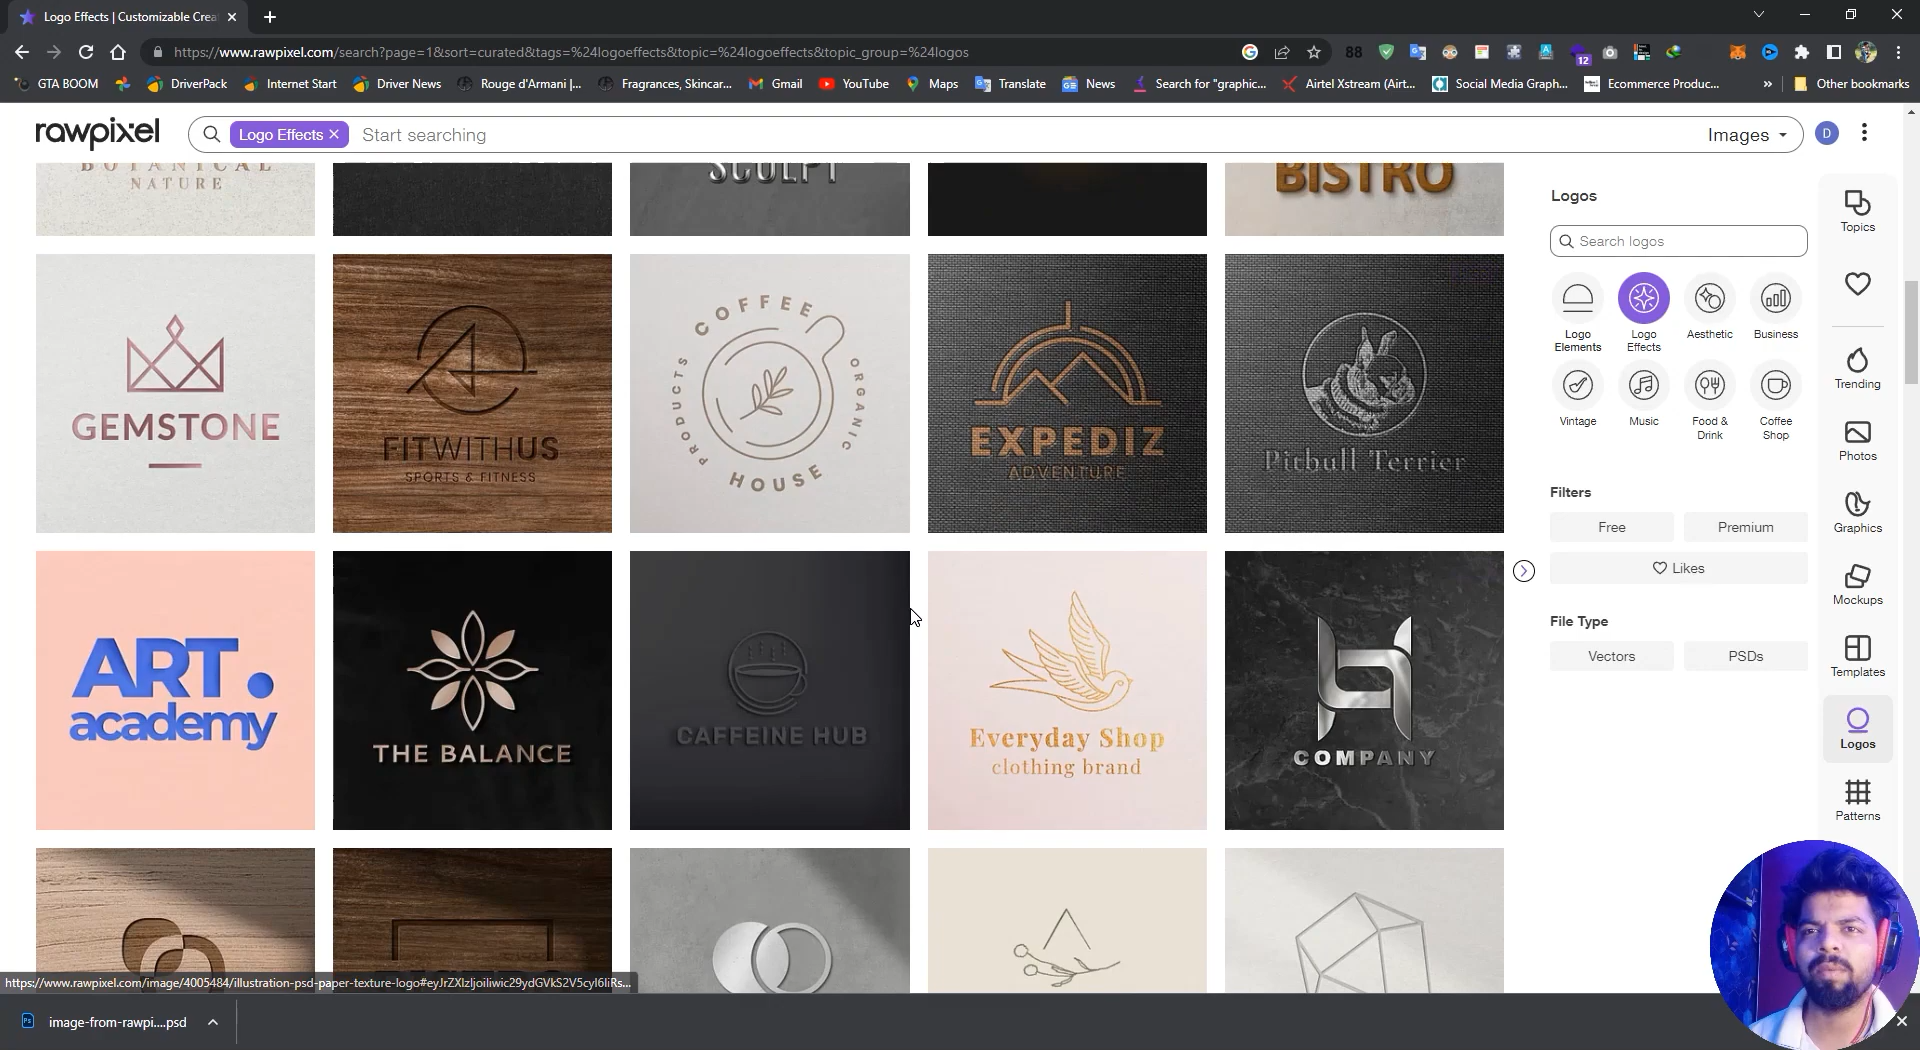 Logo Effects | Customizable Crea
https://www.rawpixel.com/search?page=1&sort=curated&tags=%24logoeffects&topic=%24logoeffects&topic_group=%24logos
88
12
GTA BOOM
DriverPack
Internet Start
Driver News
Rouge d'Armani |...
Fragrances, Skincar...
Gmail
YouTube
Maps
Translate
News
Search for "graphic...
Airtel Xstream (Airt...
Social Media Graph...
Ecommerce Produc...
»
Other bookmarks
rawpixel
Logo Effects
Start searching
Images
D
BOTANICAL
NATURE
SCULPT
BISTRO
GEMSTONE
FITWITHUS
SPORTS & FITNESS
COFFEE
PRODUCTS
ORGANIC
HOUSE
EXPEDIZ
ADVENTURE
Pitbull Terrier
ART.
academy
THE BALANCE
CAFFEINE HUB
Everyday Shop
clothing brand
COMPANY
Logos
Search logos
Logo
Elements
Logo
Effects
Aesthetic
Business
Vintage
Music
Food &
Drink
Coffee
Shop
Filters
Free
Premium
Likes
File Type
Vectors
PSDs
Topics
Trending
Photos
Graphics
Mockups
Templates
Logos
Patterns
https://www.rawpixel.com/image/4005484/illustration-psd-paper-texture-logo#eyJrZXlzIjoiliwic29ydGVkS2V5cyI6IiRs...
image-from-rawpi....psd